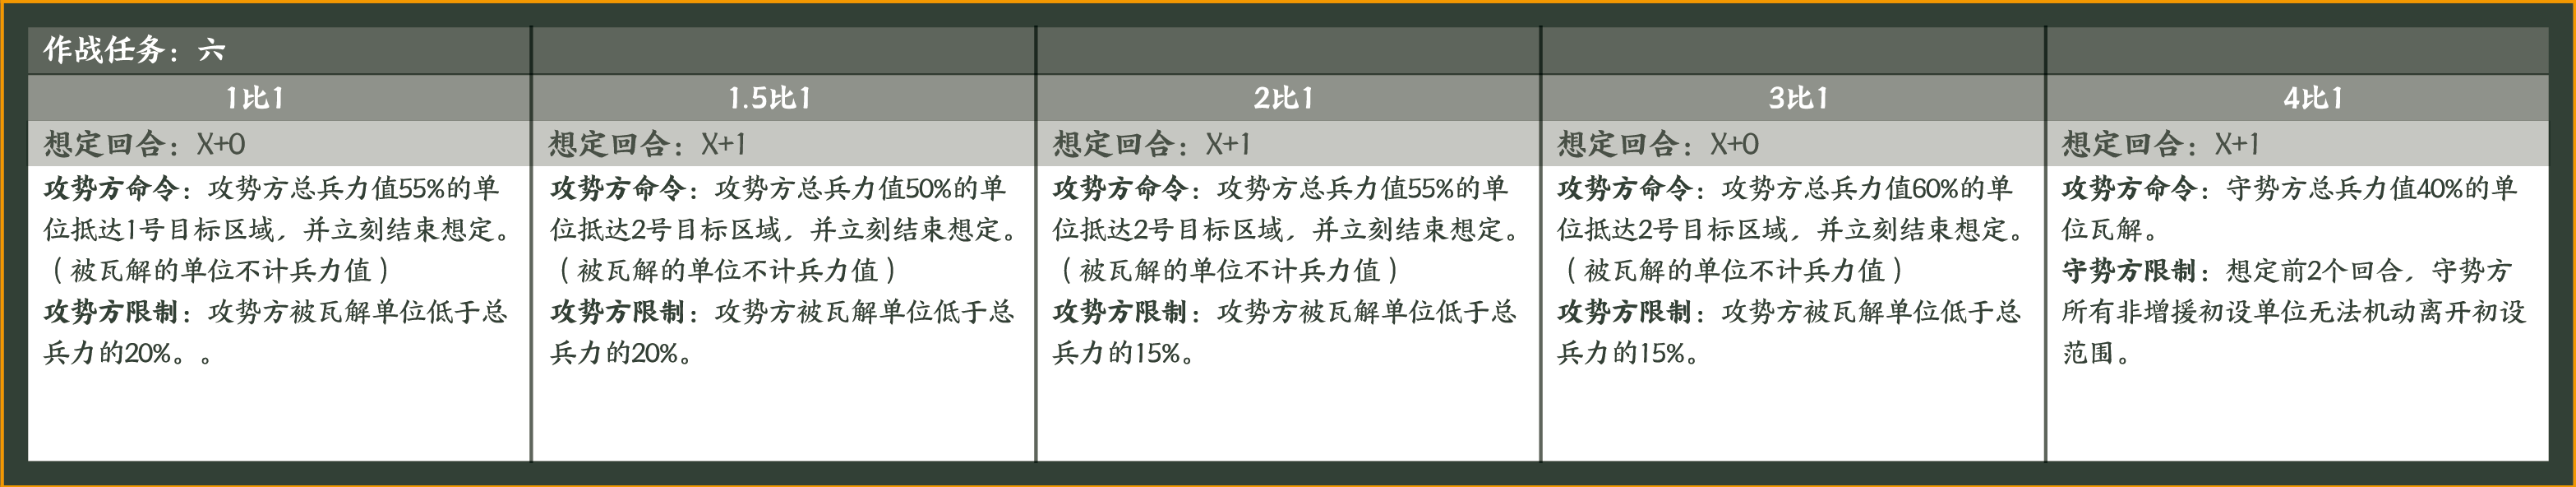 作战任务：六
1比1
想定回合：X+0
攻势方命令：攻势方总兵力值55%的单
位抵达1号目标区域，并立刻结束想定。
（被瓦解的单位不计兵力值）
攻势方限制：攻势方被瓦解单位低于总
兵力的20%。。
1.5比1
想定回合：X+1
攻势方命令：攻势方总兵力值50%的单
位抵达2号目标区域，并立刻结束想定。
（被瓦解的单位不计兵力值）
攻势方限制：攻势方被瓦解单位低于总
兵力的20%。
2比1
想定回合：X+1
攻势方命令：攻势方总兵力值55%的单
位抵达2号目标区域，并立刻结束想定。
（被瓦解的单位不计兵力值）
攻势方限制：攻势方被瓦解单位低于总
兵力的15%。
3比1
想定回合：X+0
攻势方命令：攻势方总兵力值60%的单
位抵达2号目标区域，并立刻结束想定。
（被瓦解的单位不计兵力值）
攻势方限制：攻势方被瓦解单位低于总
兵力的15%。
4比1
想定回合：X+1
攻势方命令：守势方总兵力值40%的单
位瓦解。
守势方限制：想定前2个回合，守势方
所有非增援初设单位无法机动离开初设
范围。